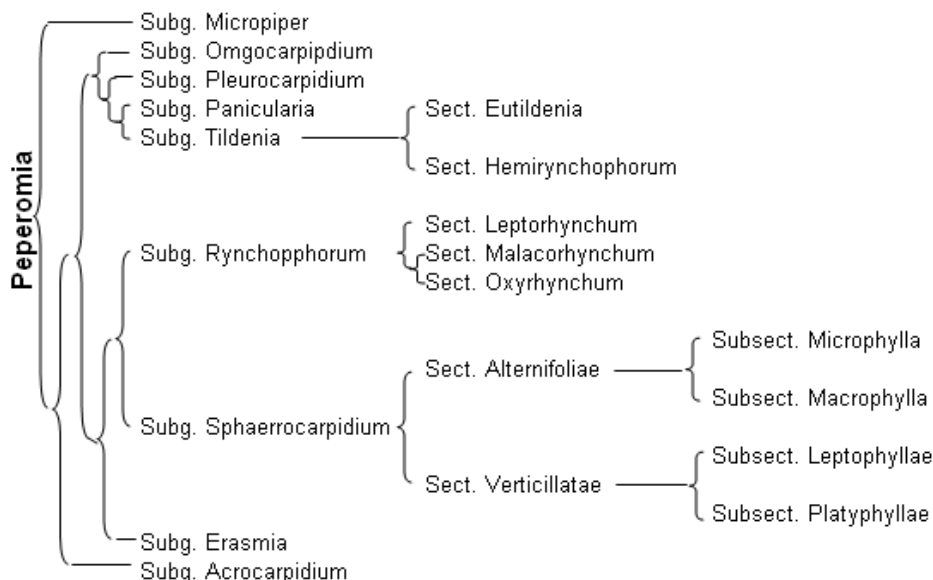 Peperomia
Subg. Micropiper
Subg. Omgocarpipdium
Subg. Pleurocarpidium
Subg. Panicularia
Subg. Tildenia
Sect. Eutildenia
Sect. Hemirynchophorum
Subg. Rynchopphorum
Sect. Leptorhynchum
Sect. Malacorhynchum
Sect. Oxyrhynchum
Subg. Sphaerrocarpidium
Sect. Alternifoliae
Subsect. Microphylla
Subsect. Macrophylla
Sect. Verticillatae
Subsect. Leptophyllae
Subsect. Platyphyllae
Subg. Erasmia
Subg. Acrocarpidium